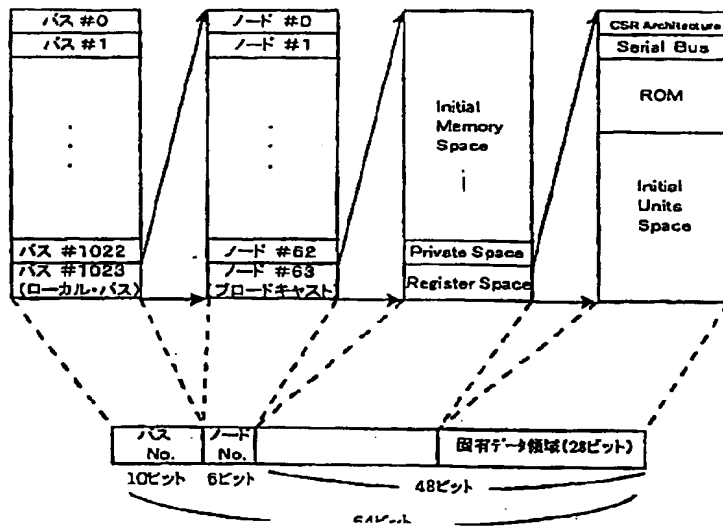 バス #0
バス #1
バス #1022
バス #1023
(ローカル・バス)
ノード #0
ノード #1
ノード #62
ノード #63
(ブロードキャスト)
Initial
Memory
Space
Private Space
Register Space
CSR Architecture
Serial Bus
ROM
Initial
Units
Space
バス
No.
ノード
No.
固有データ領域(28ビット)
10ビット
6ビット
48ビット
64ビット